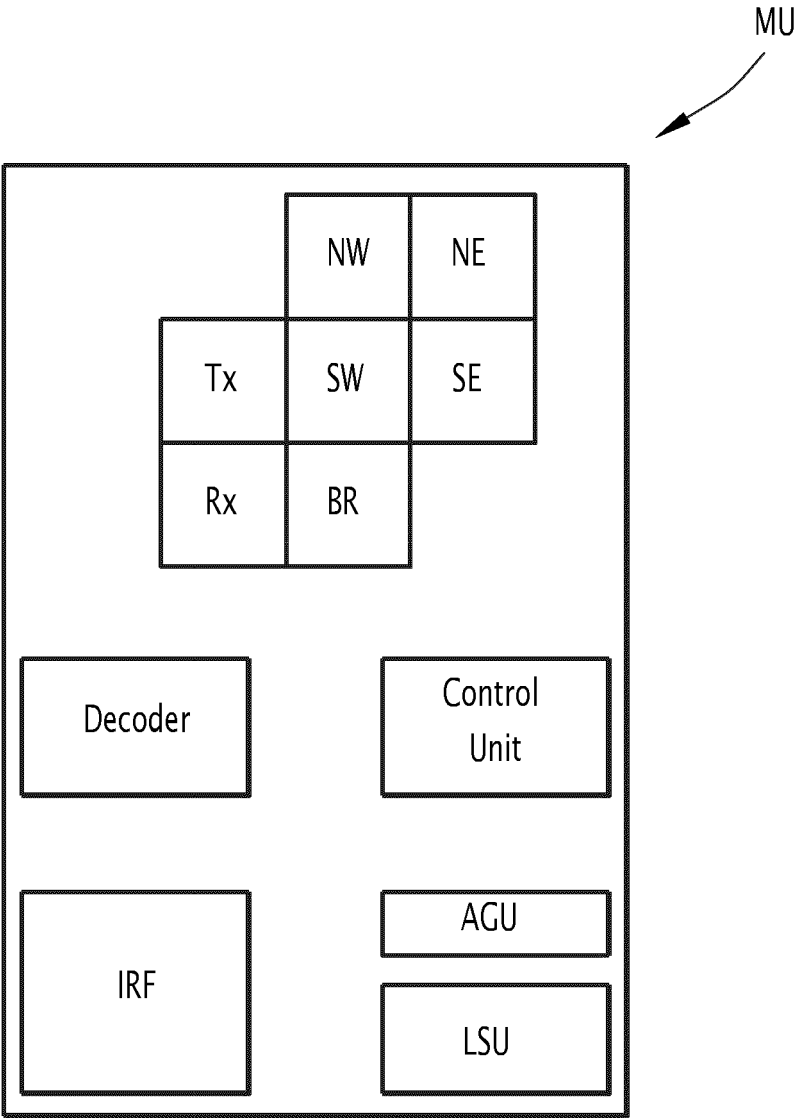 MU
NW
NE
Tx
SW
SE
Rx
BR
Decoder
Control
Unit
IRF
AGU
LSU